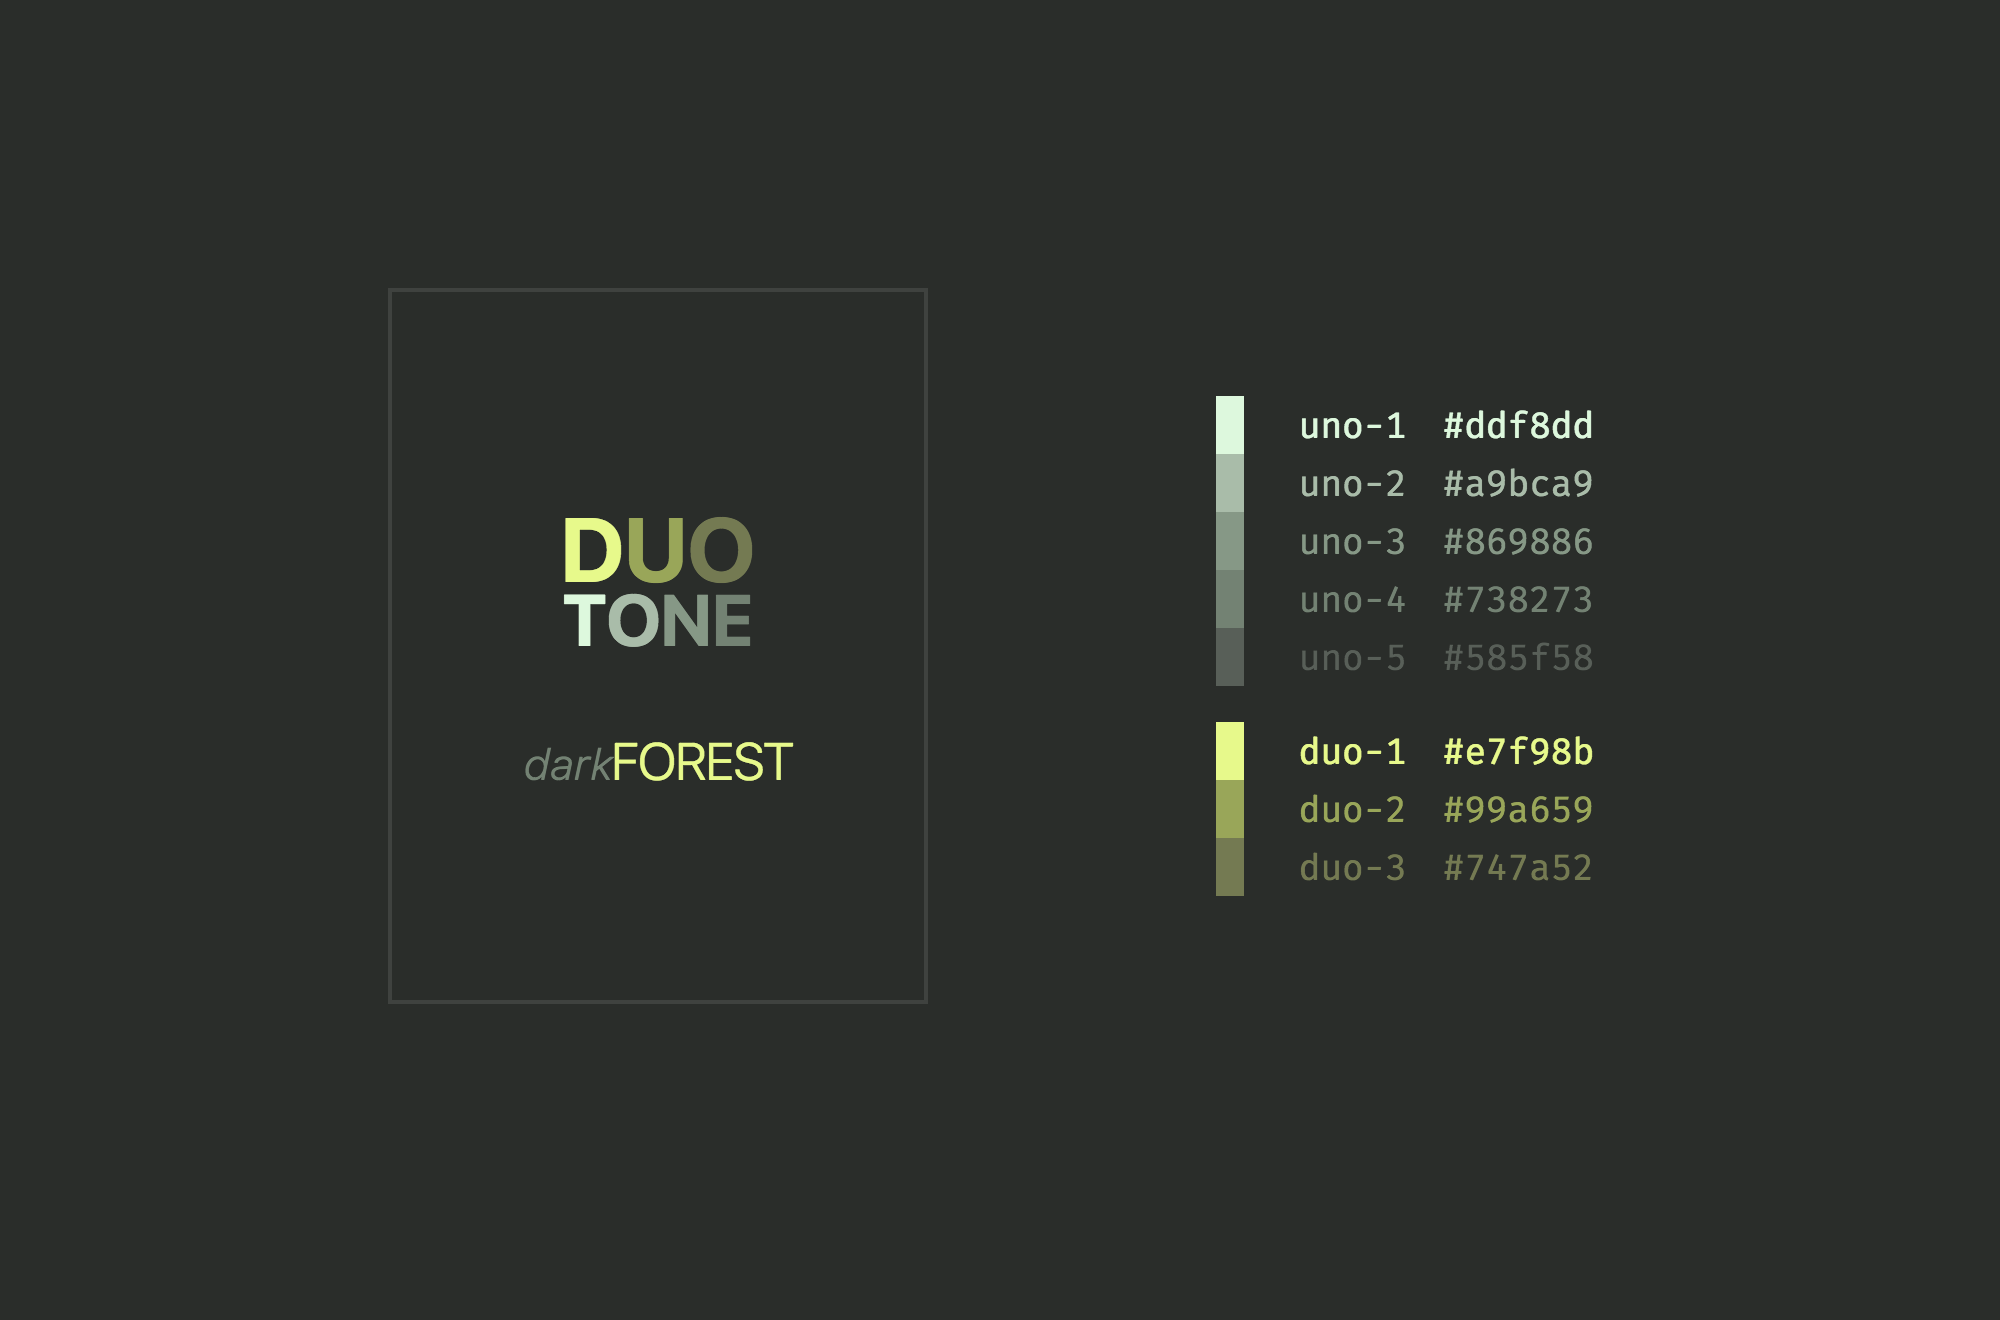 DUO
TONE
darkFOREST
uno-1 #ddf8dd
uno-2 #a9bca9
uno-3 #869886
uno-4 #738273
uno-5 #585f58
duo-1 #e7f98b
duo-2 #99a659
duo-3 #747a52